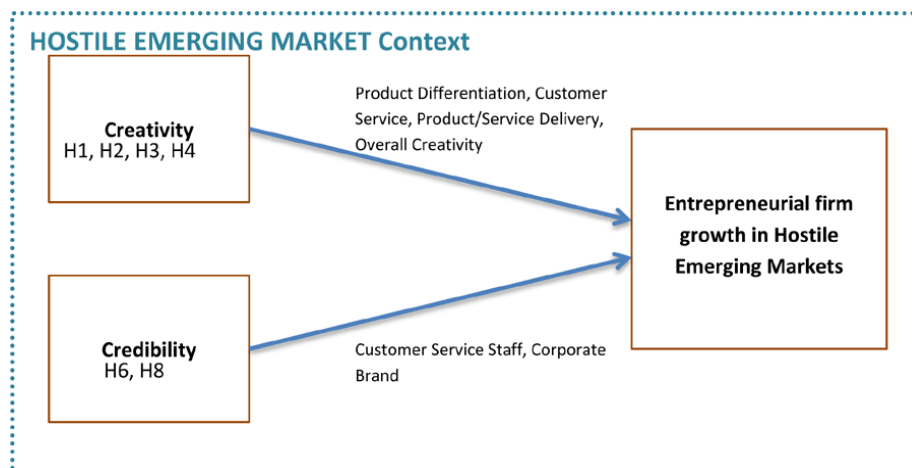 HOSTILE EMERGING MARKET Context
Creativity
H1, H2, H3, H4
Product Differentiation, Customer
Service, Product/Service Delivery,
Overall Creativity
Entrepreneurial firm
growth in Hostile
Emerging Markets
Credibility
H6, H8
Customer Service Staff, Corporate
Brand